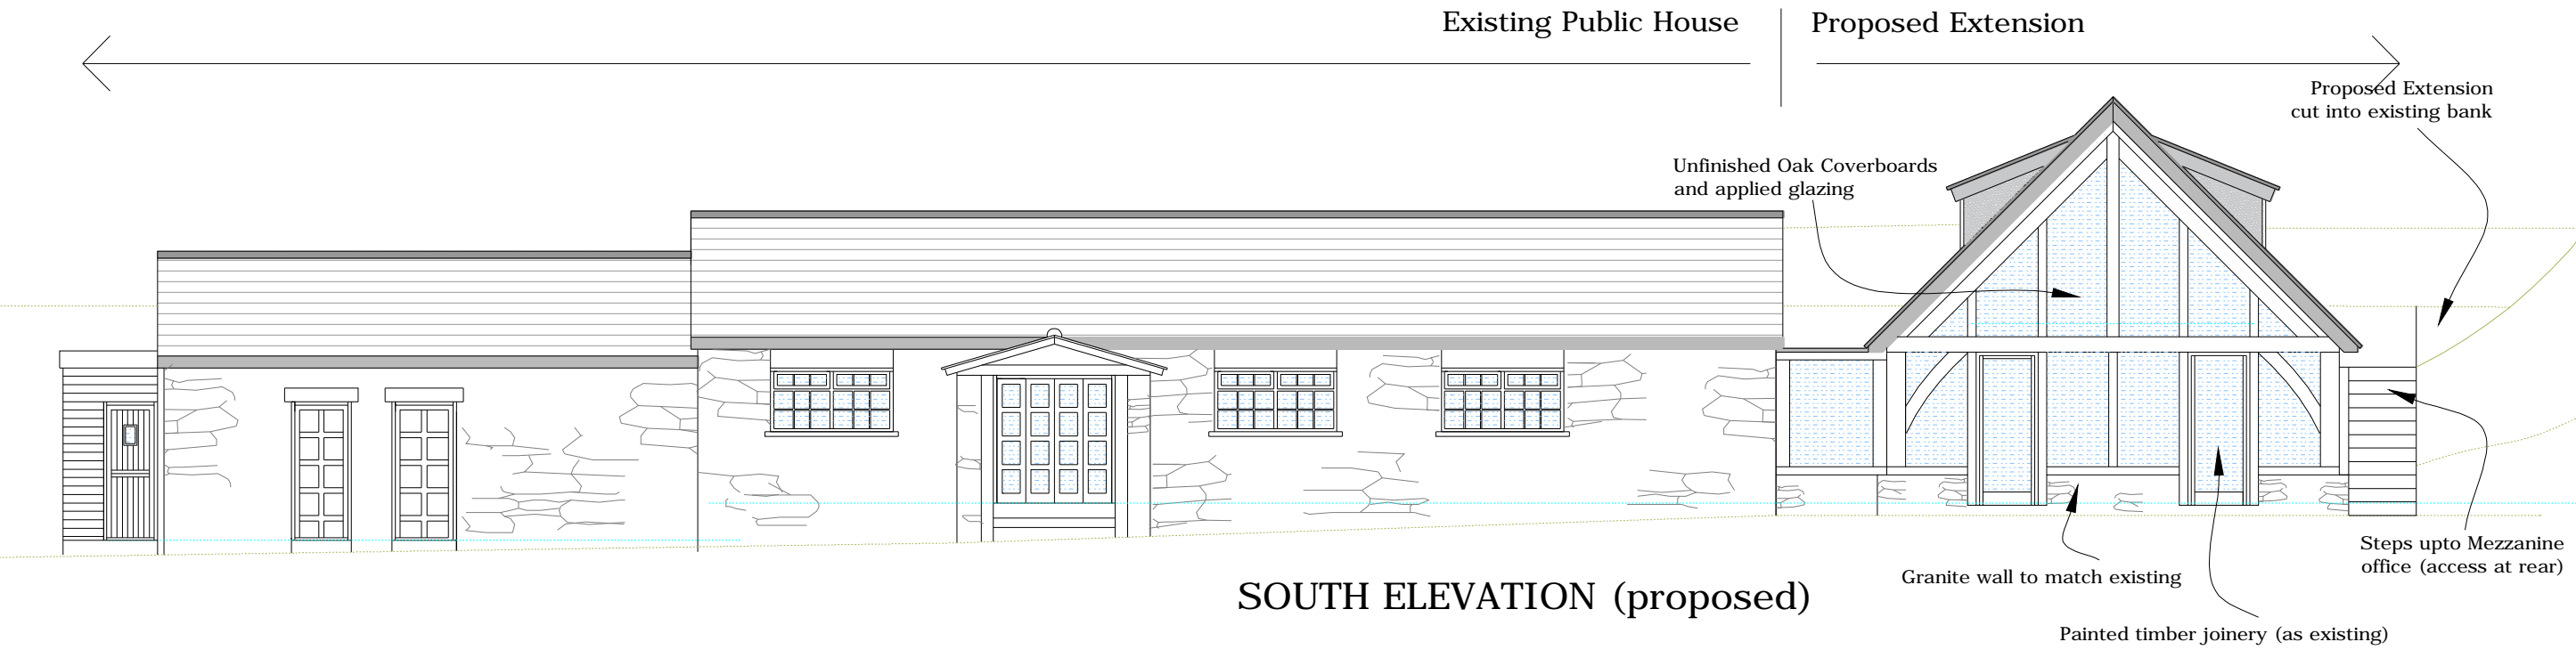 Existing Public House
Proposed Extension
Proposed Extension
cut into existing bank
Unfinished Oak Coverboards
and applied glazing
Steps upto Mezzanine
office (access at rear)
Granite wall to match existing
SOUTH ELEVATION (proposed)
Painted timber joinery (as existing)